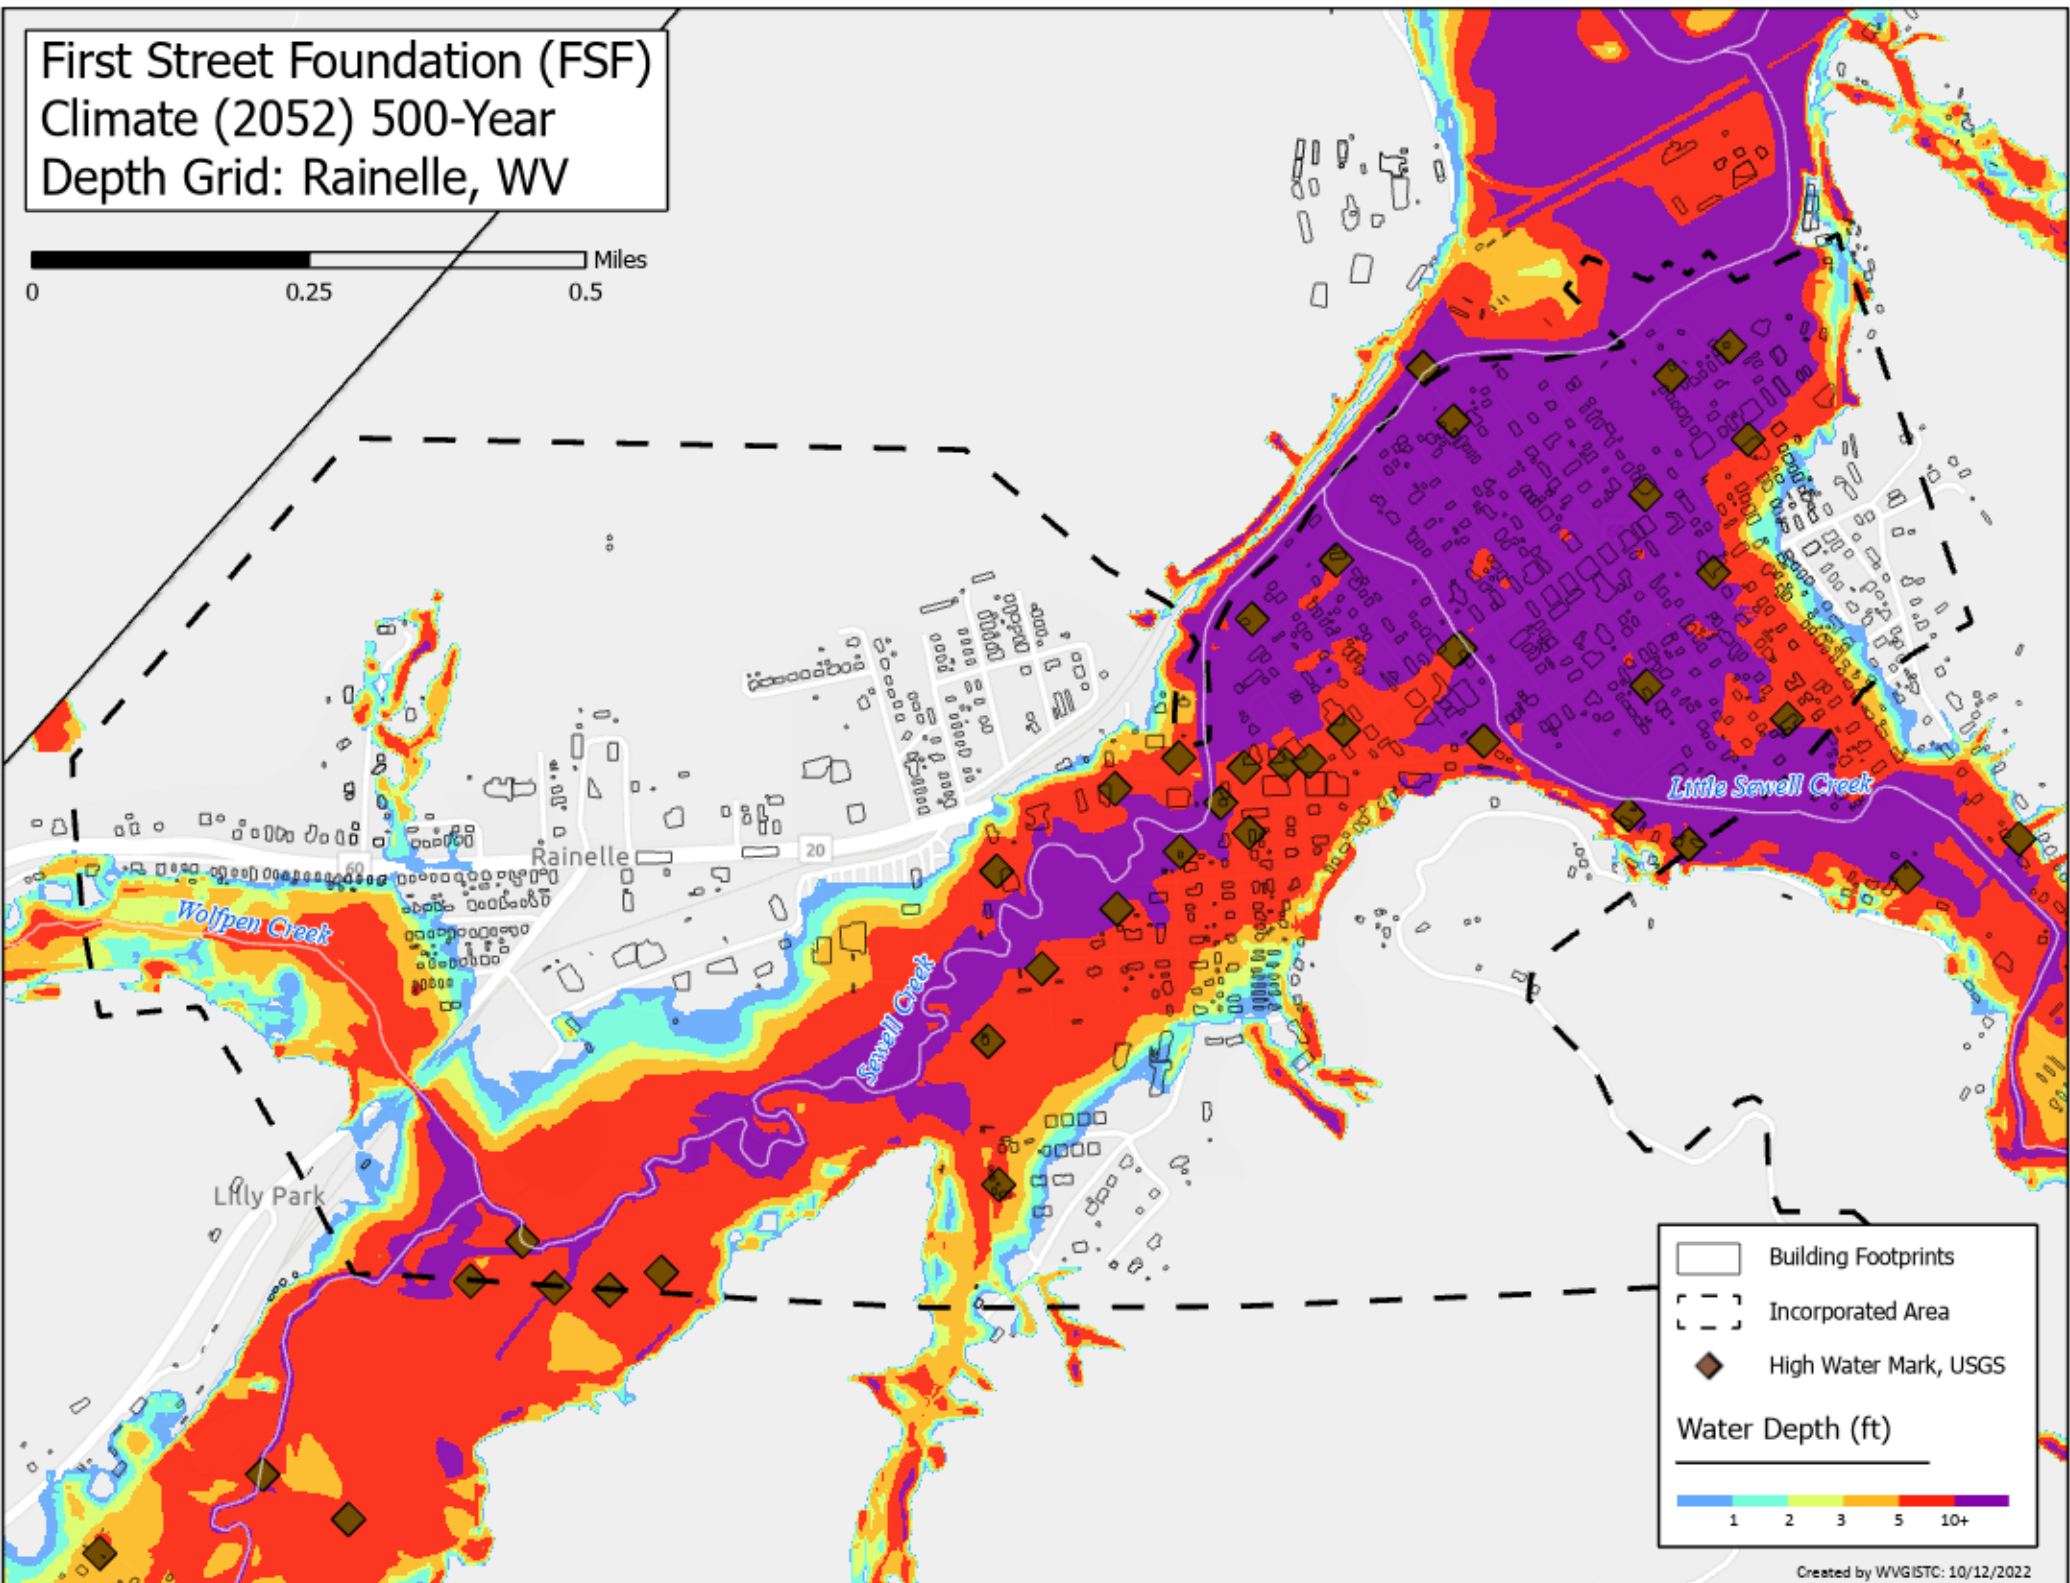 First Street Foundation (FSF)
Climate (2052) 500-Year
Depth Grid: Rainelle, WV
Miles
0 0.25 0.5
Little Sewell Creek
Rainelle
20
60
Wolfpen Creek
Sewell Creek
Lilly Park
Building Footprints
Incorporated Area
High Water Mark, USGS
Water Depth (ft)
1 2 3 5 10+
Created by WVGISTC: 10/12/2022